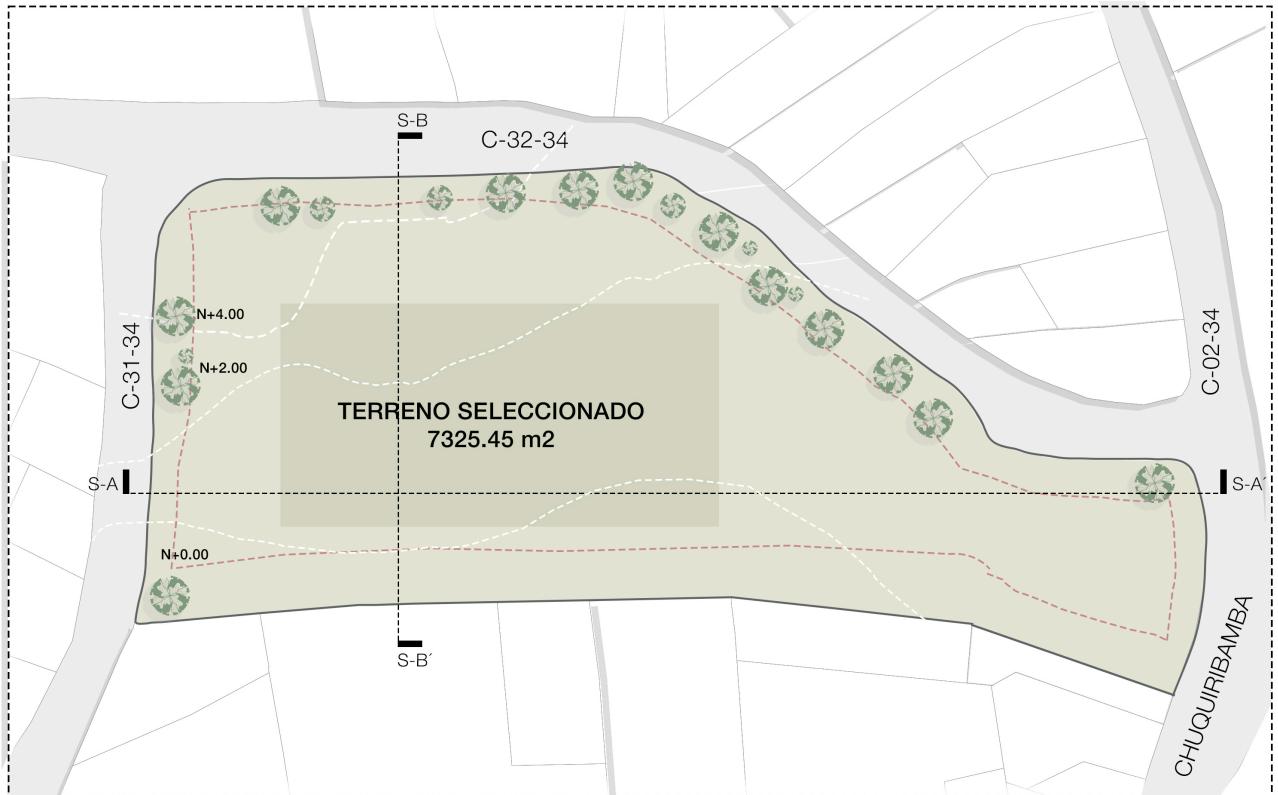 S-B
C-32-34
N+4.00
C-31-34
N+2.00
C-02-34
TERRENO SELECCIONADO
7325.45 m2
S-A
S-A´
N+0.00
S-B´
CHUQUIRIBAMBA